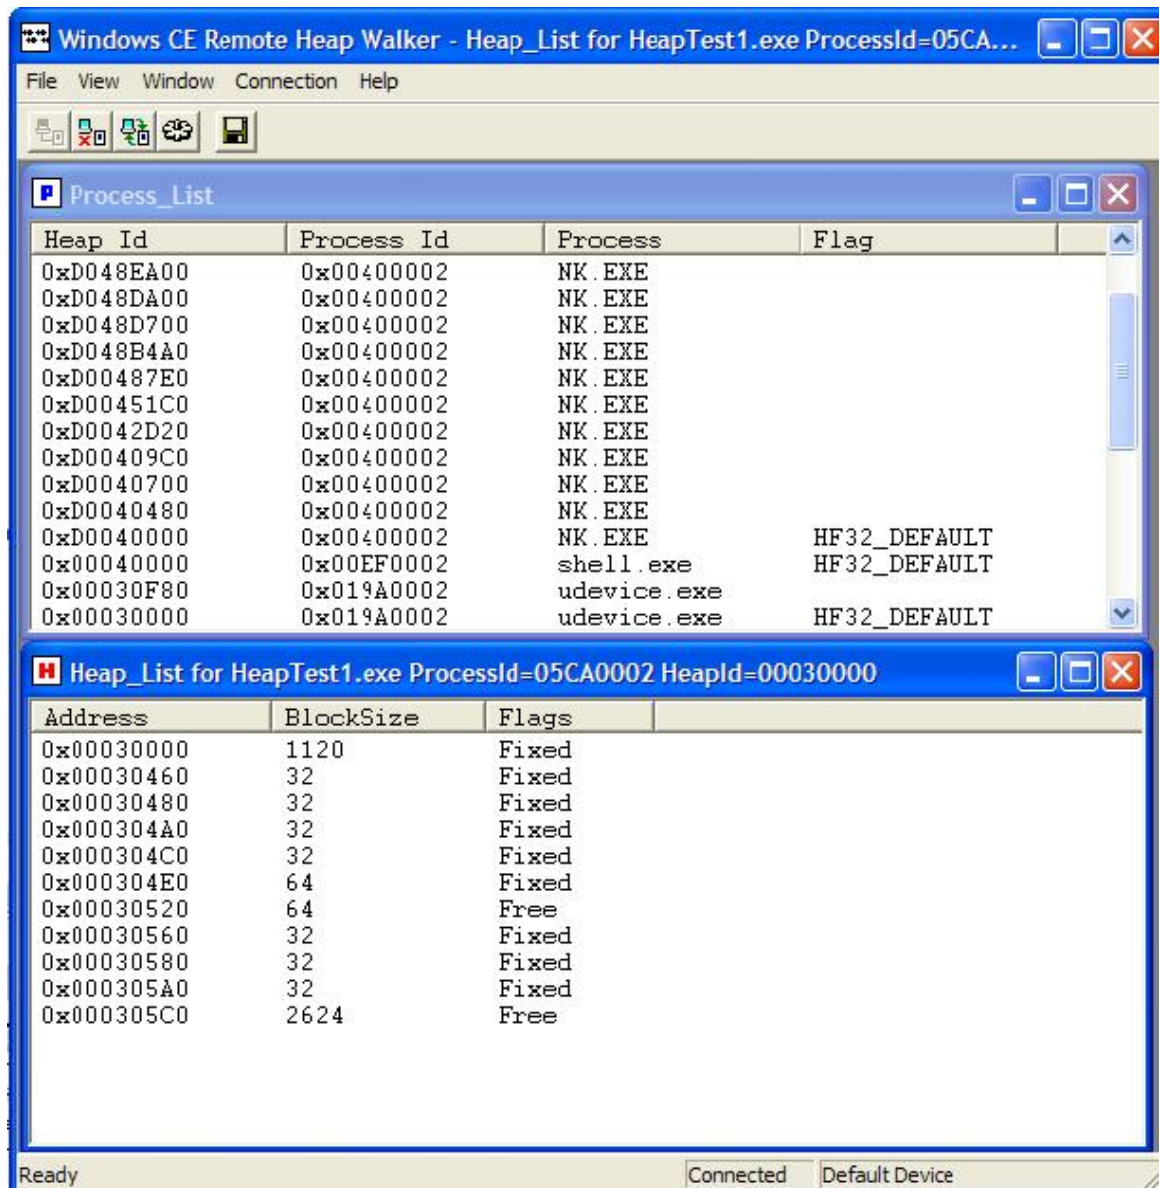 Windows CE Remote Heap Walker - Heap_List for HeapTest1.exe ProcessId=05CA...
File View Window Connection Help
P Process_List
Heap Id Process Id Process Flag
0xD048EA00 0x00400002 NK.EXE
0xD048DA00 0x00400002 NK.EXE
0xD048D700 0x00400002 NK.EXE
0xD048B4A0 0x00400002 NK.EXE
0xD00487E0 0x00400002 NK.EXE
0xD00451C0 0x00400002 NK.EXE
0xD0042D20 0x00400002 NK.EXE
0xD00409C0 0x00400002 NK.EXE
0xD0040700 0x00400002 NK.EXE
0xD0040480 0x00400002 NK.EXE
0xD0040000 0x00400002 NK.EXE HF32_DEFAULT
0x00040000 0x00EF0002 shell.exe HF32_DEFAULT
0x00030F80 0x019A0002 udevice.exe
0x00030000 0x019A0002 udevice.exe HF32_DEFAULT
H Heap_List for HeapTest1.exe ProcessId=05CA0002 HeapId=00030000
Address BlockSize Flags
0x00030000 1120 Fixed
0x00030460 32 Fixed
0x00030480 32 Fixed
0x000304A0 32 Fixed
0x000304C0 32 Fixed
0x000304E0 64 Fixed
0x00030520 64 Free
0x00030560 32 Fixed
0x00030580 32 Fixed
0x000305A0 32 Fixed
0x000305C0 2624 Free
Ready Connected Default Device